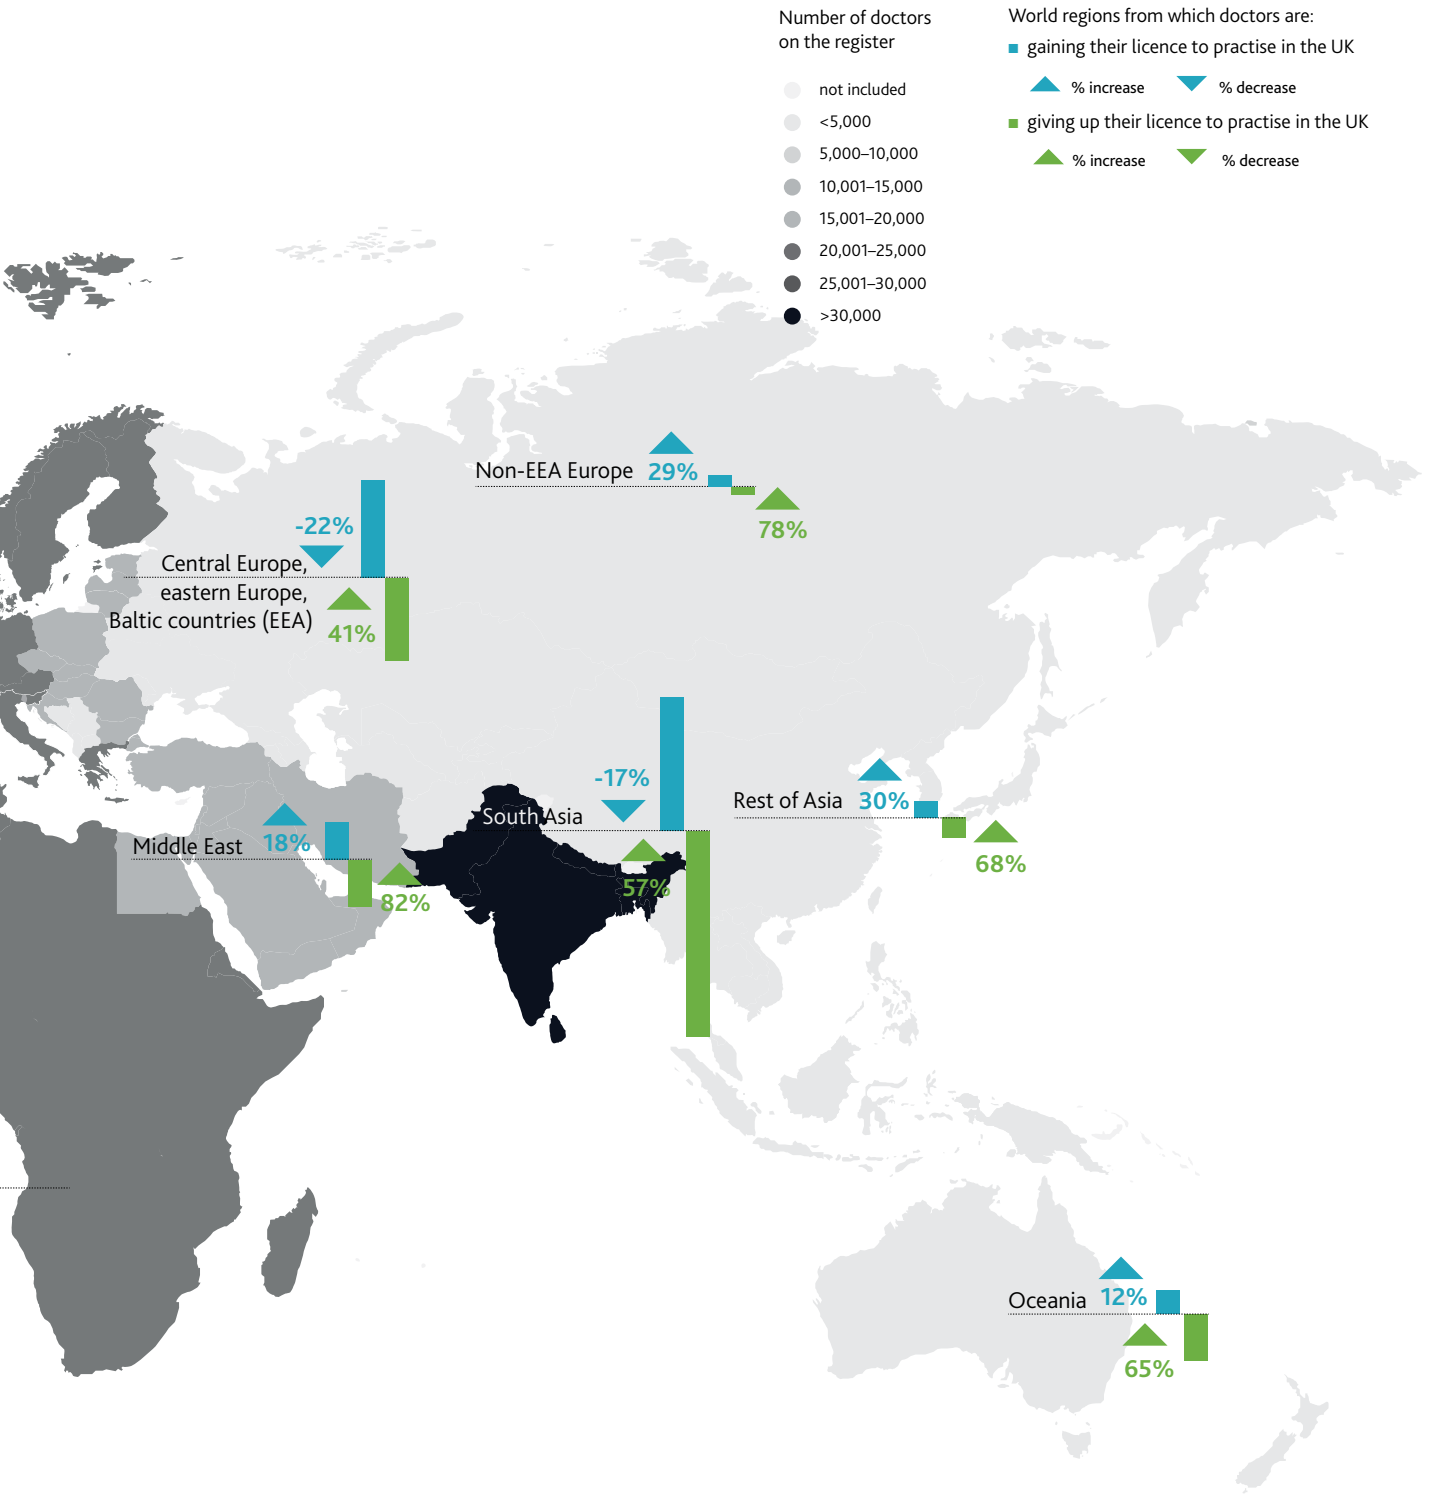 Number of doctors
on the register
not included
<5,000
5,000–10,000
10,001–15,000
15,001–20,000
20,001–25,000
25,001–30,000
>30,000
World regions from which doctors are:
gaining their licence to practise in the UK
% increase
% decrease
giving up their licence to practise in the UK
% increase
% decrease
Non-EEA Europe
29%
78%
-22%
Central Europe,
eastern Europe,
Baltic countries (EEA)
41%
-17%
South Asia
57%
Rest of Asia
30%
68%
Middle East
18%
82%
Oceania
12%
65%